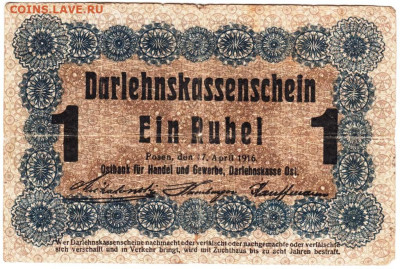 COINS.LAVE.RU
Darlehnskassenschein
1 Ein Rubel 1
Posen, den 17. April 1916.
Ostbank für Handel und Gewerbe, Darlehnskasse Ost.
Wer Darlehnskassenscheine nachmacht oder verfälscht oder nachgemachte oder verfälschte
sich verschafft und in Verkehr bringt, wird mit Zuchthaus bis zu acht Jahren bestraft.